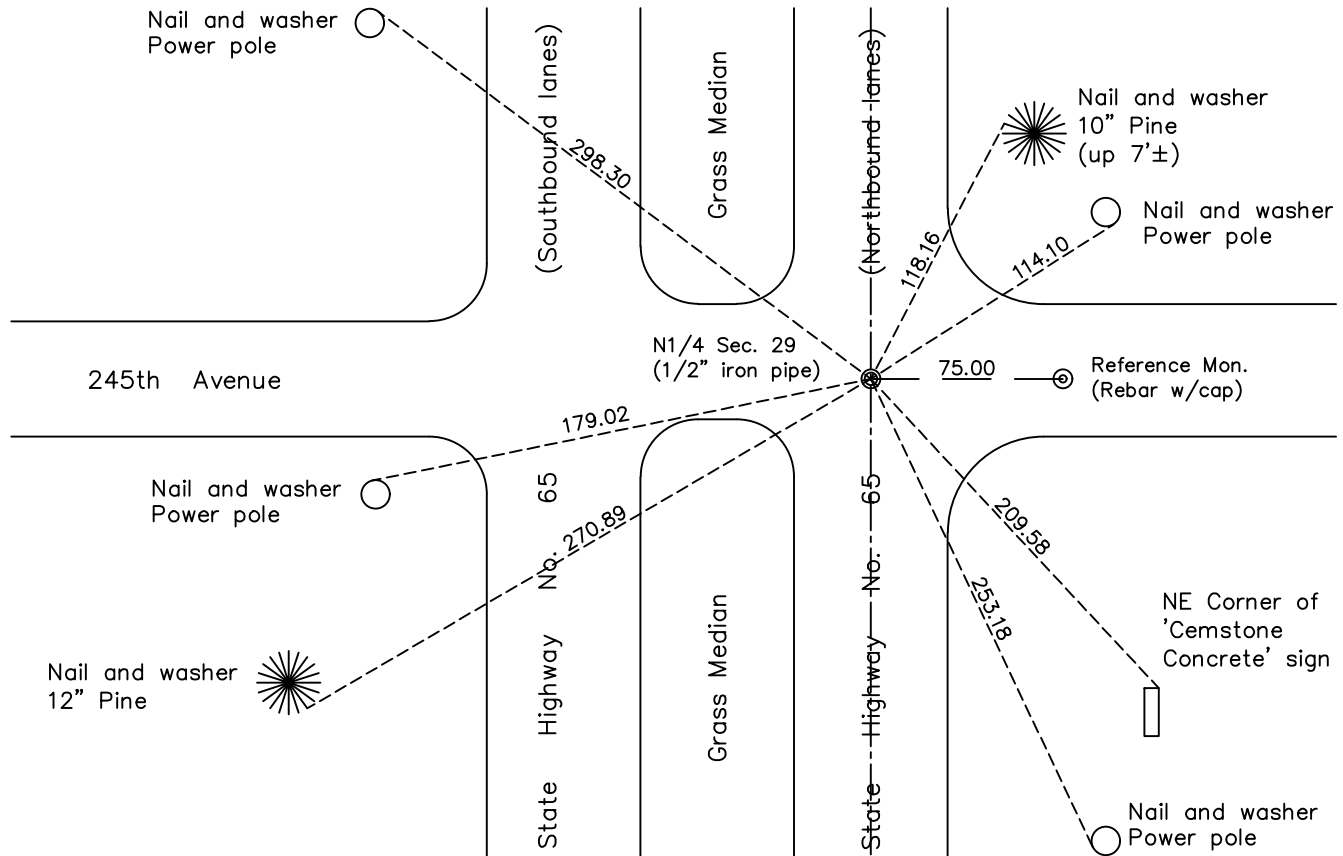 Nail and washer
Power pole
(Southbound lanes)
Grass Median
(Northbound lanes)
Nail and washer
10" Pine
(up 7'±)
298.30
118.16
114.10
Nail and washer
Power pole
N1/4 Sec. 29
(1/2" iron pipe)
75.00
Reference Mon.
(Rebar w/cap)
245th Avenue
179.02
Nail and washer
Power pole
270.89
State Highway No. 65
Grass Median
State Highway No. 65
209.58
253.18
NE Corner of
'Cemstone
Concrete' sign
Nail and washer
12" Pine
Nail and washer
Power pole